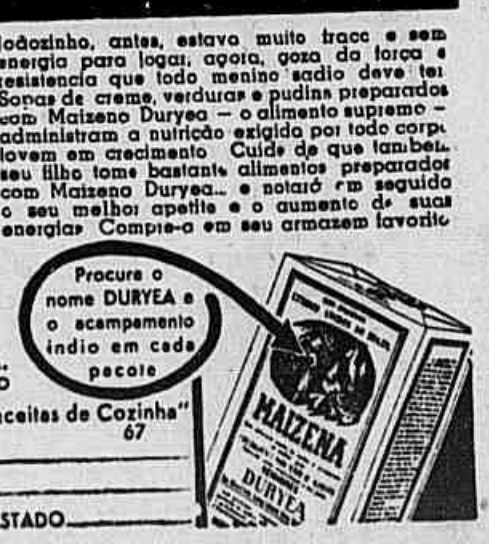 Joãozinho, antes, estava muito fraco e sem
energia para jogar, agora, goza da força e
resistencia que todo menino sadio deve ter
Sopas de creme, verduras e pudins preparados
com Maizena Duryea — o alimento supremo —
administram a nutricão exigida por todo corpo
jovem em crecimento Cuide de que tambem
seu filho tome bastante alimentos preparados
com Maizena Duryea... e notará em seguida
o seu melhor apetite e o aumento de suas
energias Compre-a em seu armazem favorito
Procure o
nome DURYEA e
o acampamento
índio em cada
pacote
MAIZENA
DURYEA
ceitas de Cozinha"
67
STADO